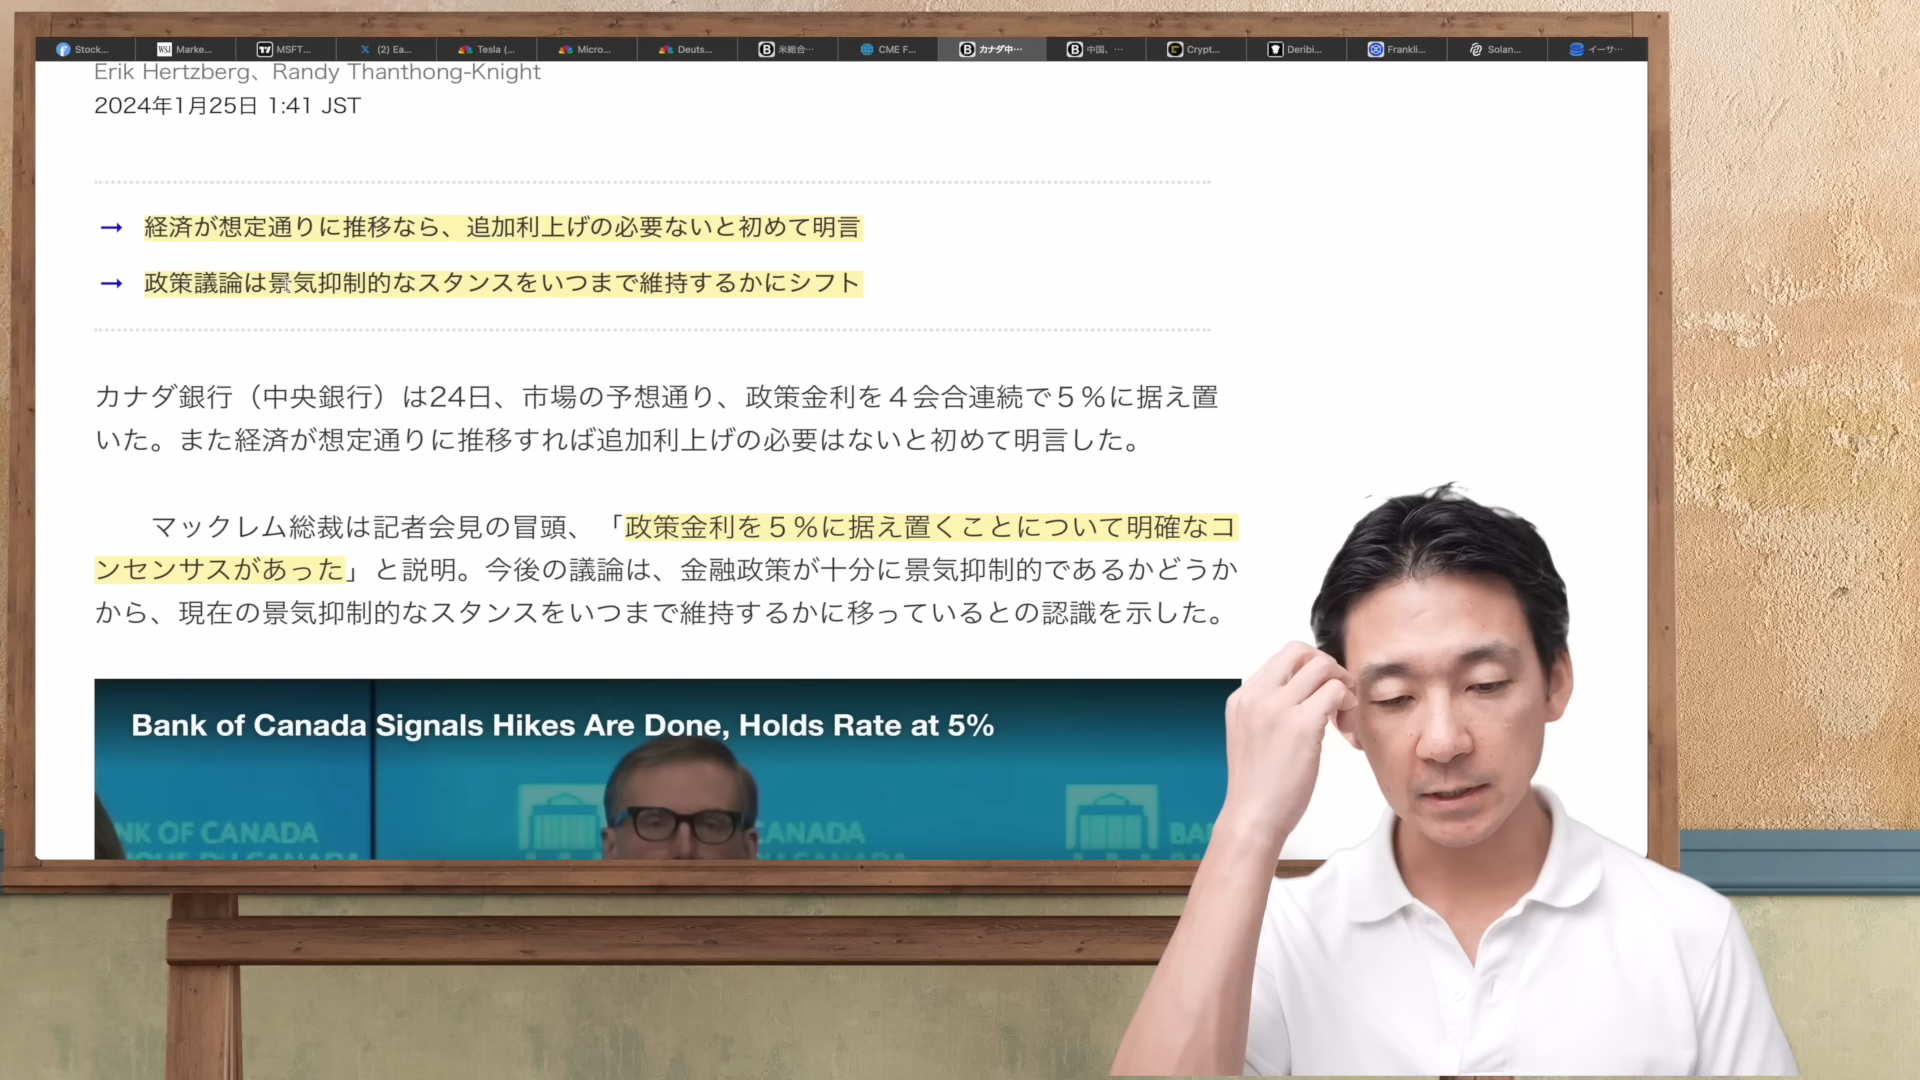 Stock...
WSJ Marke...
MSFT...
(2) Ea...
Tesla (...
Micro...
Deuts...
B 米総合…
CME F...
B カナダ中…
B 中国、…
Crypt...
Deribi...
Frankli...
Solan...
イーサ…
Erik Hertzberg、Randy Thanthong-Knight
2024年1月25日 1:41 JST
→ 経済が想定通りに推移なら、追加利上げの必要ないと初めて明言
→ 政策議論は景気抑制的なスタンスをいつまで維持するかにシフト
カナダ銀行（中央銀行）は24日、市場の予想通り、政策金利を４会合連続で５％に据え置
いた。また経済が想定通りに推移すれば追加利上げの必要はないと初めて明言した。
マックレム総裁は記者会見の冒頭、「政策金利を５％に据え置くことについて明確なコ
ンセンサスがあった」と説明。今後の議論は、金融政策が十分に景気抑制的であるかどうか
から、現在の景気抑制的なスタンスをいつまで維持するかに移っているとの認識を示した。
Bank of Canada Signals Hikes Are Done, Holds Rate at 5%
NK OF CANADA
CANADA
BA